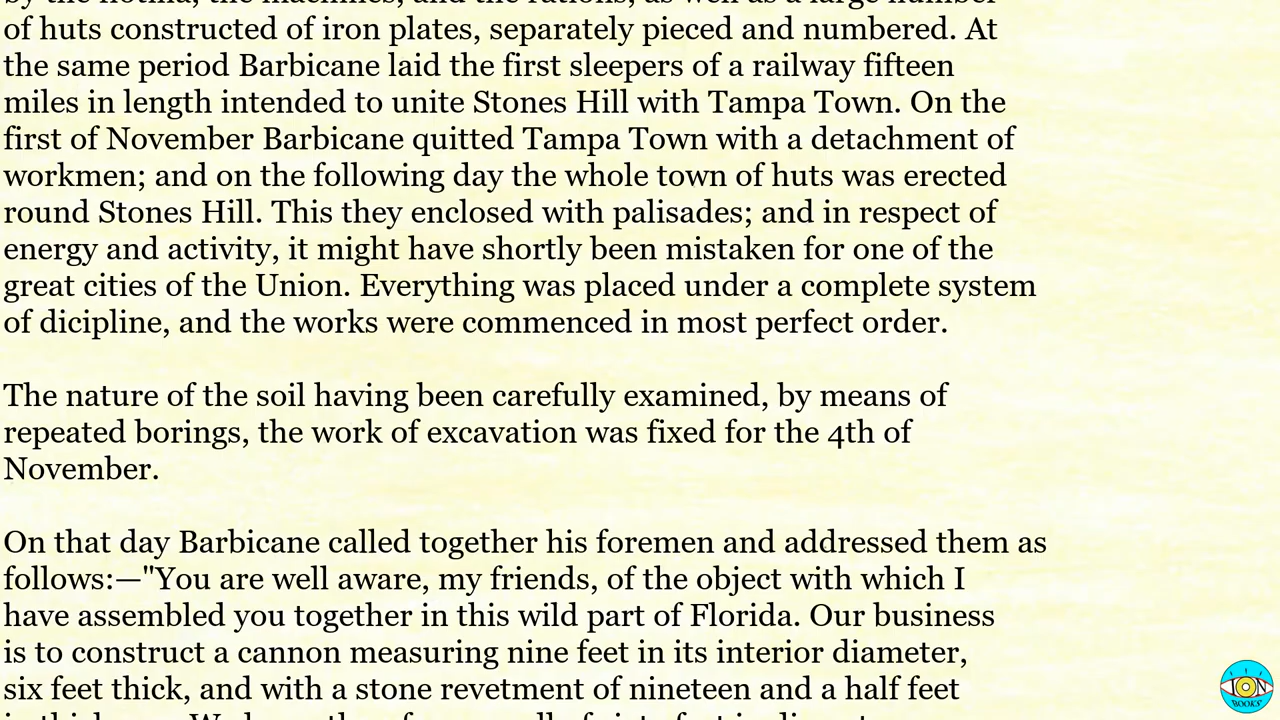 of huts constructed of iron plates, separately pieced and numbered. At
the same period Barbicane laid the first sleepers of a railway fifteen
miles in length intended to unite Stones Hill with Tampa Town. On the
first of November Barbicane quitted Tampa Town with a detachment of
workmen; and on the following day the whole town of huts was erected
round Stones Hill. This they enclosed with palisades; and in respect of
energy and activity, it might have shortly been mistaken for one of the
great cities of the Union. Everything was placed under a complete system
of dicipline, and the works were commenced in most perfect order.
The nature of the soil having been carefully examined, by means of
repeated borings, the work of excavation was fixed for the 4th of
November.
On that day Barbicane called together his foremen and addressed them as
follows:—"You are well aware, my friends, of the object with which I
have assembled you together in this wild part of Florida. Our business
is to construct a cannon measuring nine feet in its interior diameter,
six feet thick, and with a stone revetment of nineteen and a half feet
ION
BOOKS